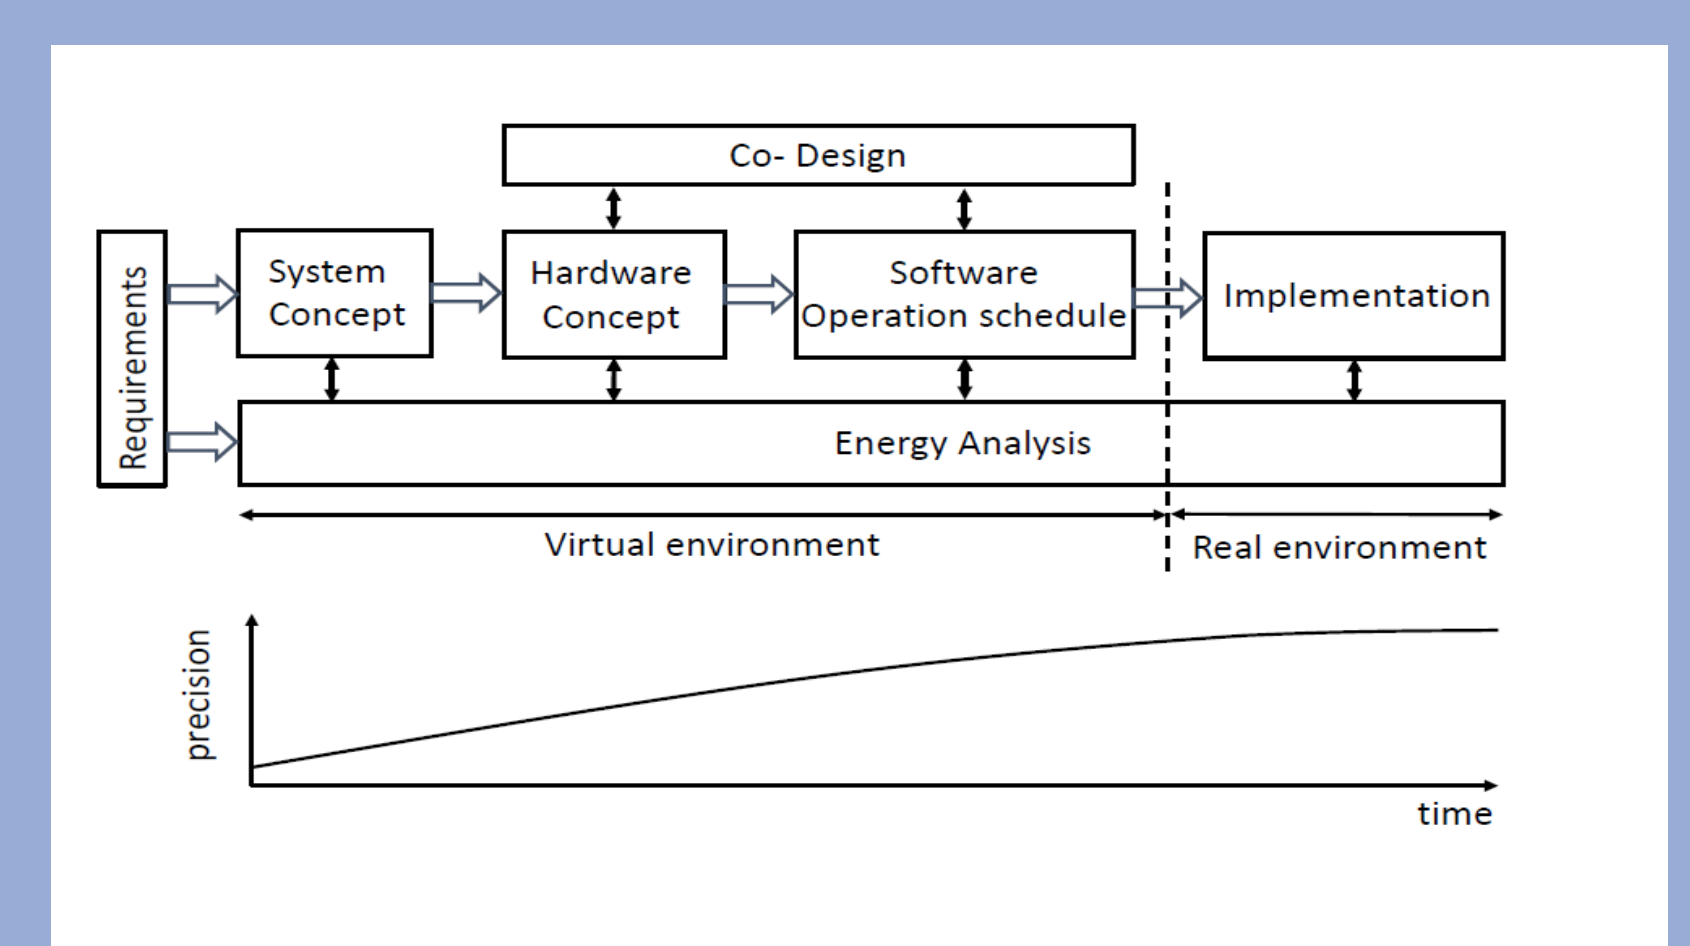 Co- Design
Requirements
System
Concept
Hardware
Concept
Software
Operation schedule
Implementation
Energy Analysis
Virtual environment
Real environment
precision
time